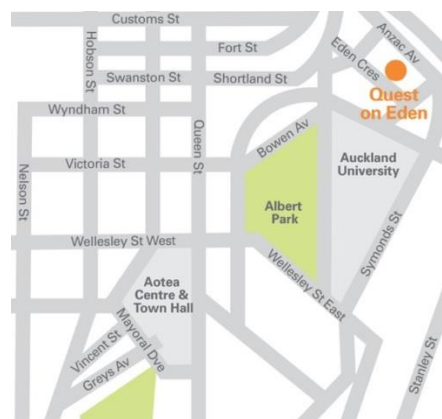 Customs St
Anzac Av
Hobson St
Fort St
Eden Cres
Swanston St
Shortland St
Quest
on Eden
Wyndham St
Queen St
Bowen Av
Victoria St
Auckland
University
Nelson St
Albert
Park
Symonds St
Wellesley St West
Wellesley St East
Aotea
Centre &
Town Hall
Mayoral Dve
Vincent St
Greys Av
Stanley St